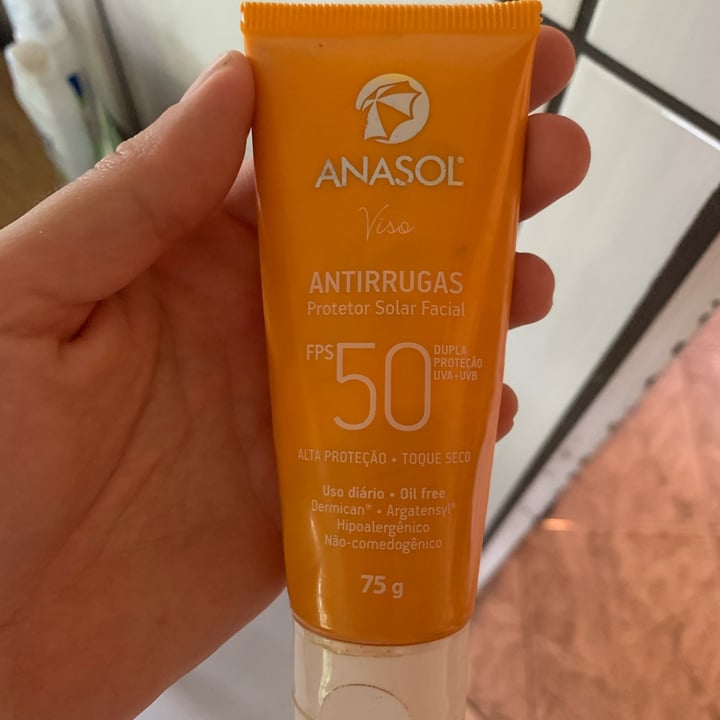 ANASOL®
Viso
ANTIRRUGAS
Protetor Solar Facial
FPS 50
DUPLA
PROTEÇÃO
UVA+UVB
ALTA PROTEÇÃO • TOQUE SECO
Uso diário • Oil free
Dermican® • Argatensyl®
Hipoalergênico
Não-comedogênico
75 g